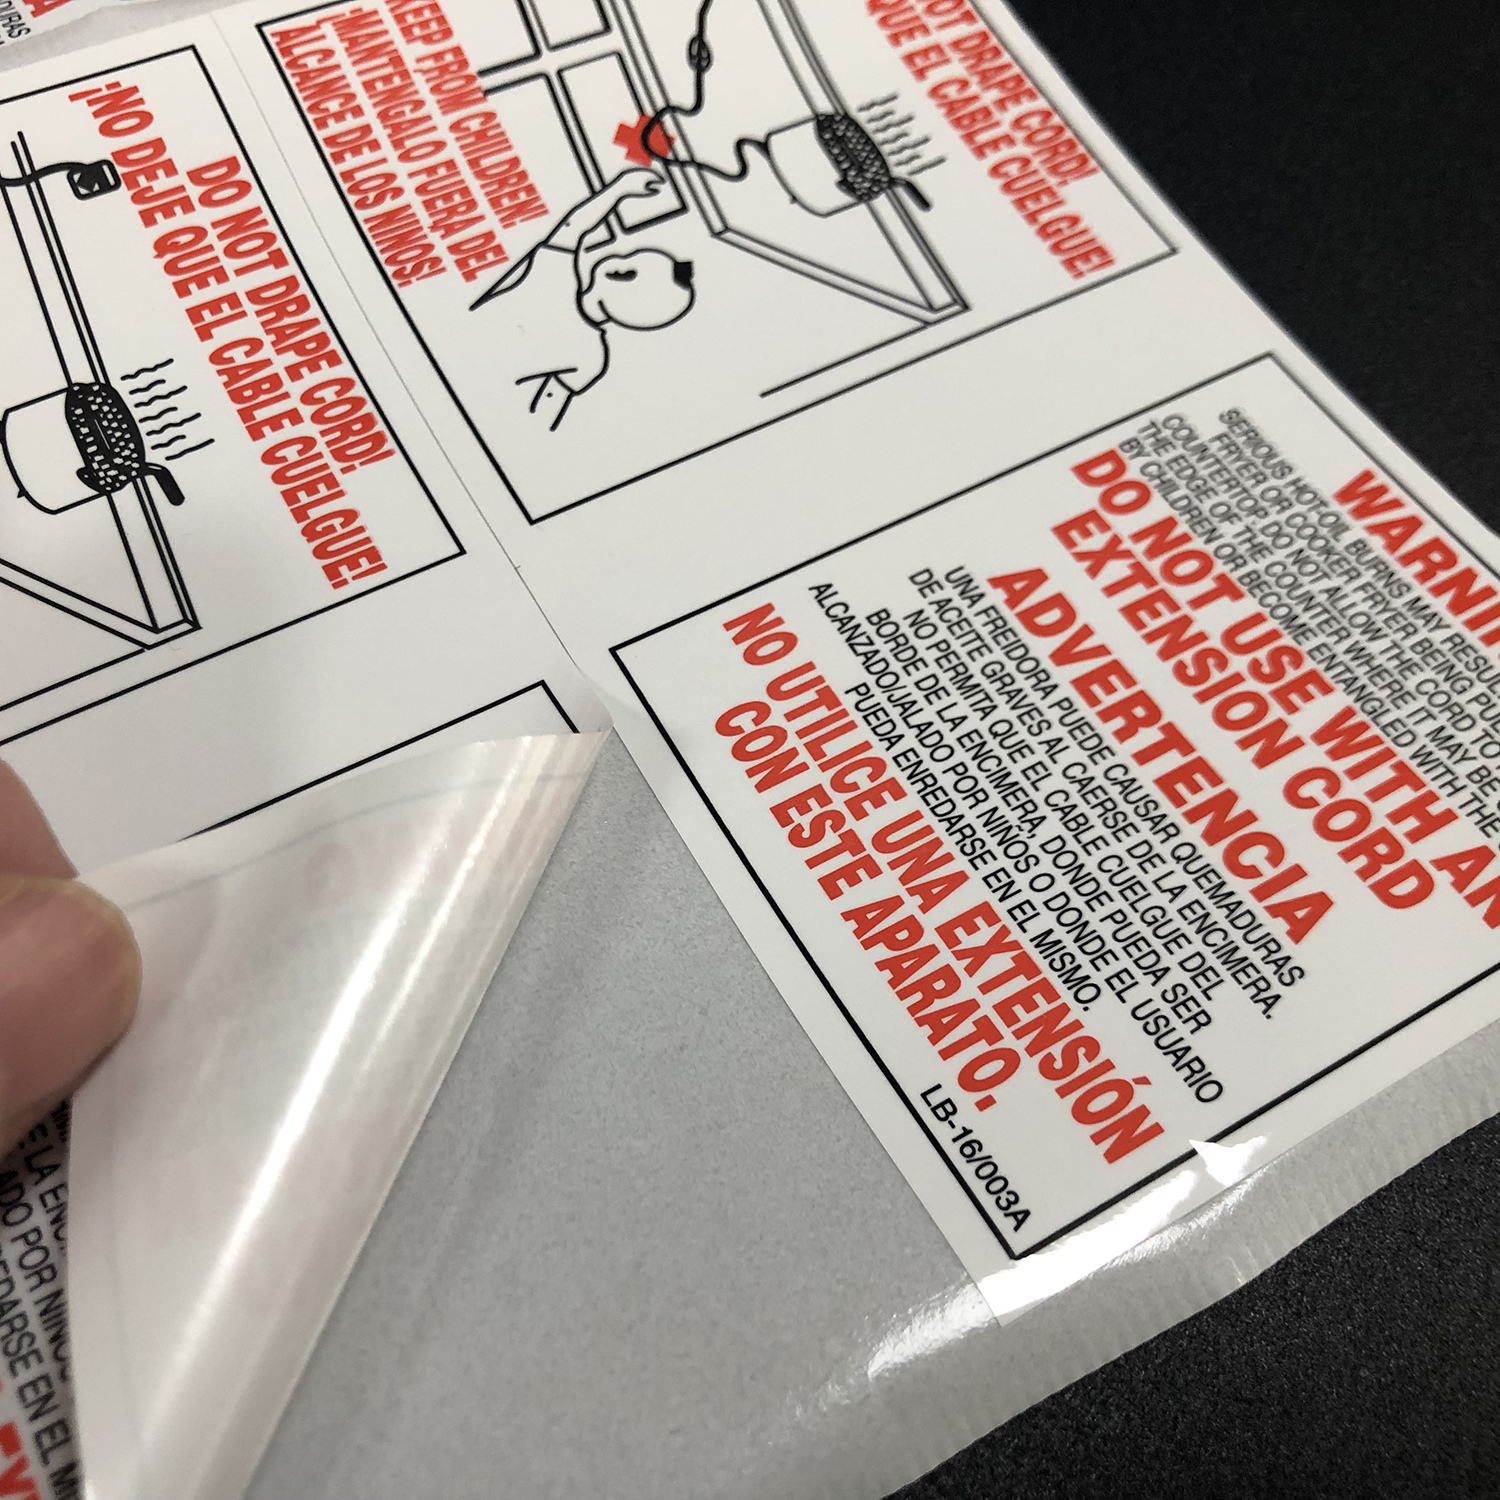 ¡NO DEJE QUE EL CABLE CUELGUE!
DO NOT DRAPE CORD!
KEEP FROM CHILDREN!
¡MANTENGALO FUERA DEL
ALCANCE DE LOS NIÑOS!
NOT DRAPE CORD!
QUE EL CABLE CUELGUE!
WARNIN
SERIOUS HOT-OIL BURNS MAY RESUL
FRYER OR COOKER FRYER BEING PUL
COUNTERTOP. DO NOT ALLOW THE CORD TO
THE EDGE OF THE COUNTER WHERE IT MAY BE
BY CHILDREN OR BECOME ENTANGLED WITH THE
DO NOT USE WITH AN
EXTENSION CORD
ADVERTENCIA
UNA FREIDORA PUEDE CAUSAR QUEMADURAS
DE ACEITE GRAVES AL CAERSE DE LA ENCIMERA.
NO PERMITA QUE EL CABLE CUELGUE DEL
BORDE DE LA ENCIMERA, DONDE PUEDA SER
ALCANZADO/JALADO POR NIÑOS O DONDE EL USUARIO
PUEDA ENREDARSE EN EL MISMO.
NO UTILICE UNA EXTENSIÓN
CON ESTE APARATO.
LB-16/003A
DE LA EN
ADO POR NIÑOS
EDARSE EN EL M